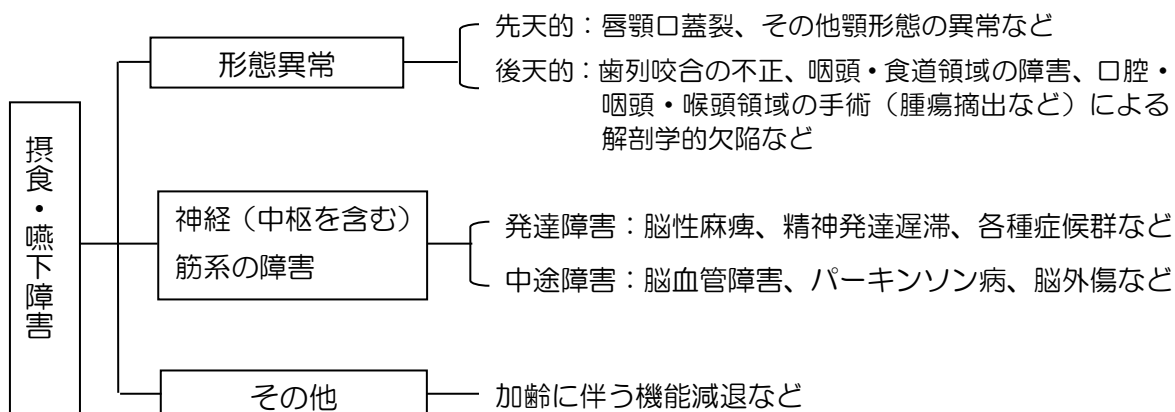 摂食・嚥下障害
形態異常
先天的：唇顎口蓋裂、その他顎形態の異常など
後天的：歯列咬合の不正、咽頭・食道領域の障害、口腔・
咽頭・喉頭領域の手術（腫瘍摘出など）による
解剖学的欠陥など
神経（中枢を含む）
筋系の障害
発達障害：脳性麻痺、精神発達遅滞、各種症候群など
中途障害：脳血管障害、パーキンソン病、脳外傷など
その他
加齢に伴う機能減退など